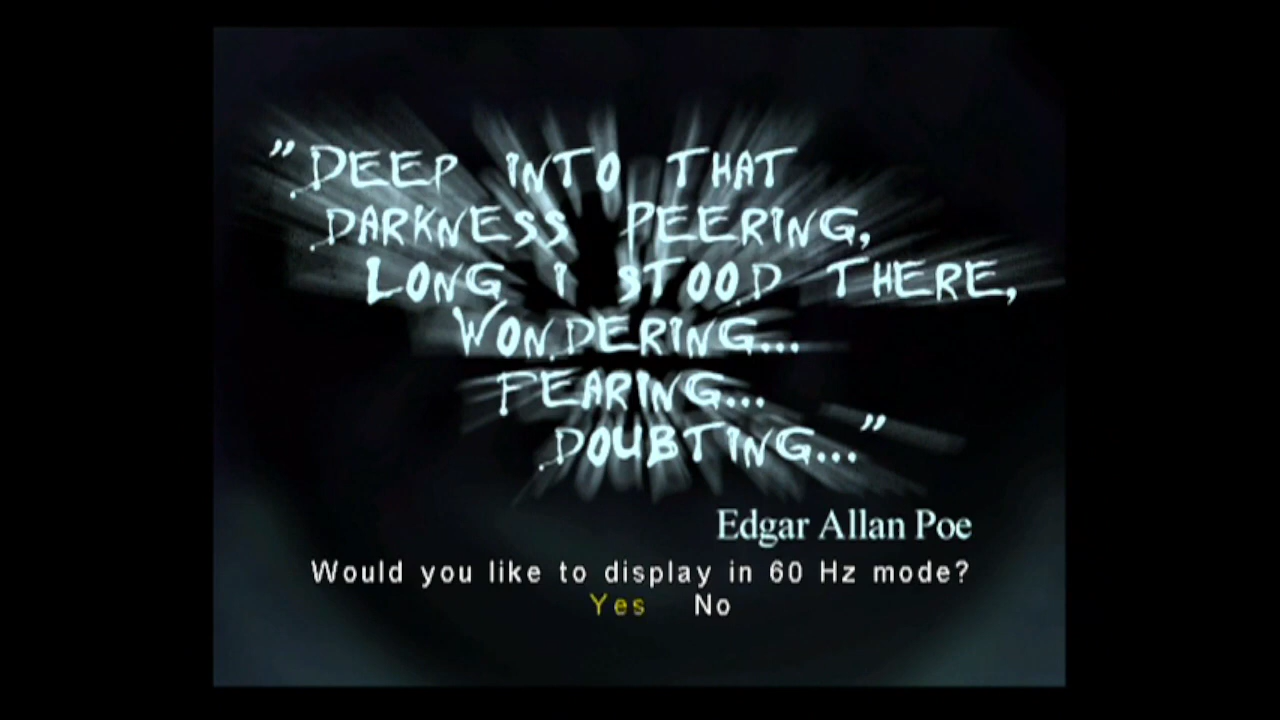 "DEEP INTO THAT
DARKNESS PEERING,
LONG I STOOD THERE,
WONDERING...
FEARING...
DOUBTING..."
Edgar Allan Poe
Would you like to display in 60 Hz mode?
Yes No